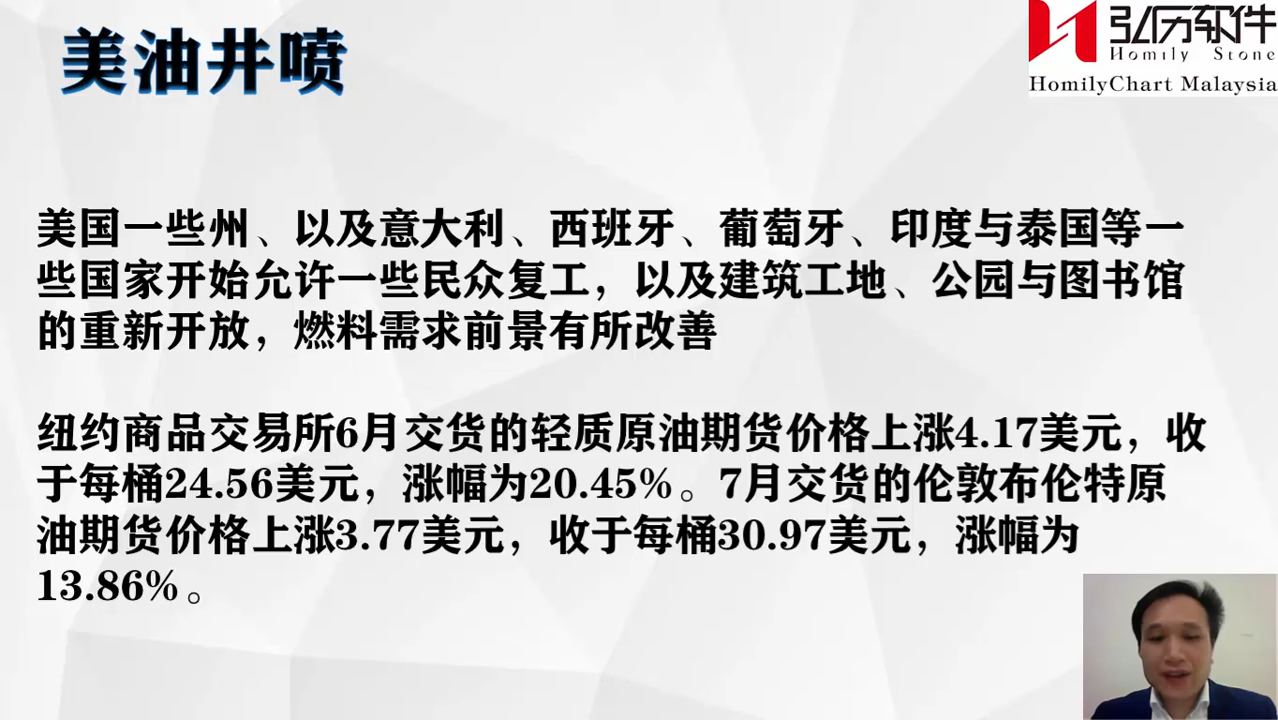 美油井喷
弘历软件
Homily Stone
HomilyChart Malaysia
美国一些州、以及意大利、西班牙、葡萄牙、印度与泰国等一
些国家开始允许一些民众复工，以及建筑工地、公园与图书馆
的重新开放，燃料需求前景有所改善
纽约商品交易所6月交货的轻质原油期货价格上涨4.17美元，收
于每桶24.56美元，涨幅为20.45%。7月交货的伦敦布伦特原
油期货价格上涨3.77美元，收于每桶30.97美元，涨幅为
13.86%。